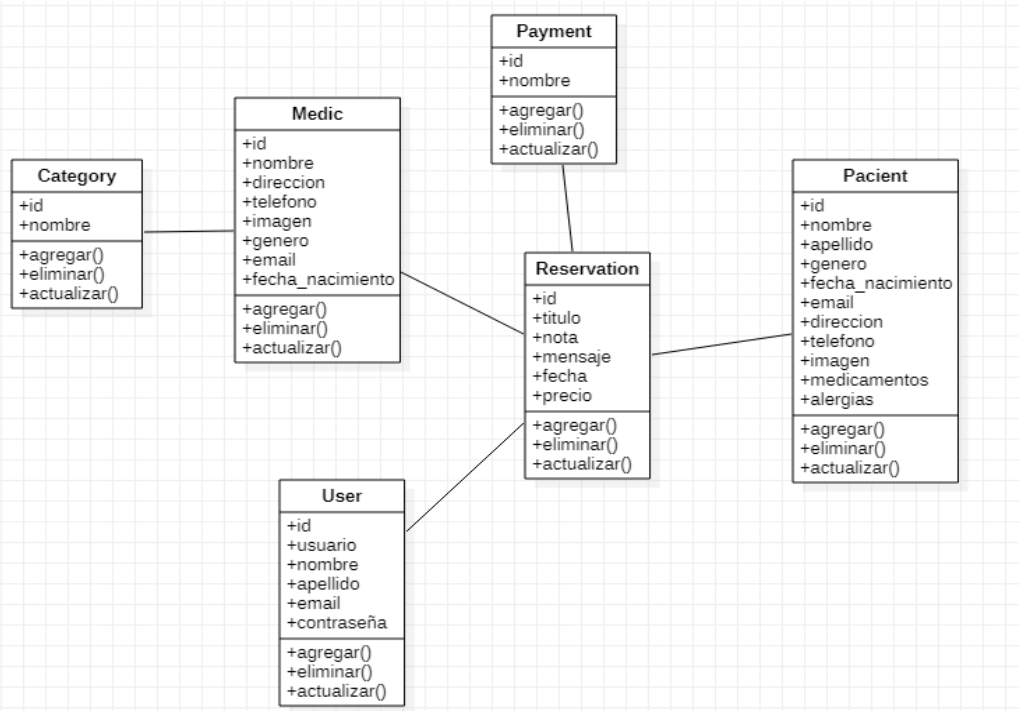 Payment
+id
+nombre
+agregar()
+eliminar()
+actualizar()
Medic
+id
+nombre
+direccion
+telefono
+imagen
+genero
+email
+fecha_nacimiento
+agregar()
+eliminar()
+actualizar()
Category
+id
+nombre
+agregar()
+eliminar()
+actualizar()
Pacient
+id
+nombre
+apellido
+genero
+fecha_nacimiento
+email
+direccion
+telefono
+imagen
+medicamentos
+alergias
+agregar()
+eliminar()
+actualizar()
Reservation
+id
+titulo
+nota
+mensaje
+fecha
+precio
+agregar()
+eliminar()
+actualizar()
User
+id
+usuario
+nombre
+apellido
+email
+contraseña
+agregar()
+eliminar()
+actualizar()